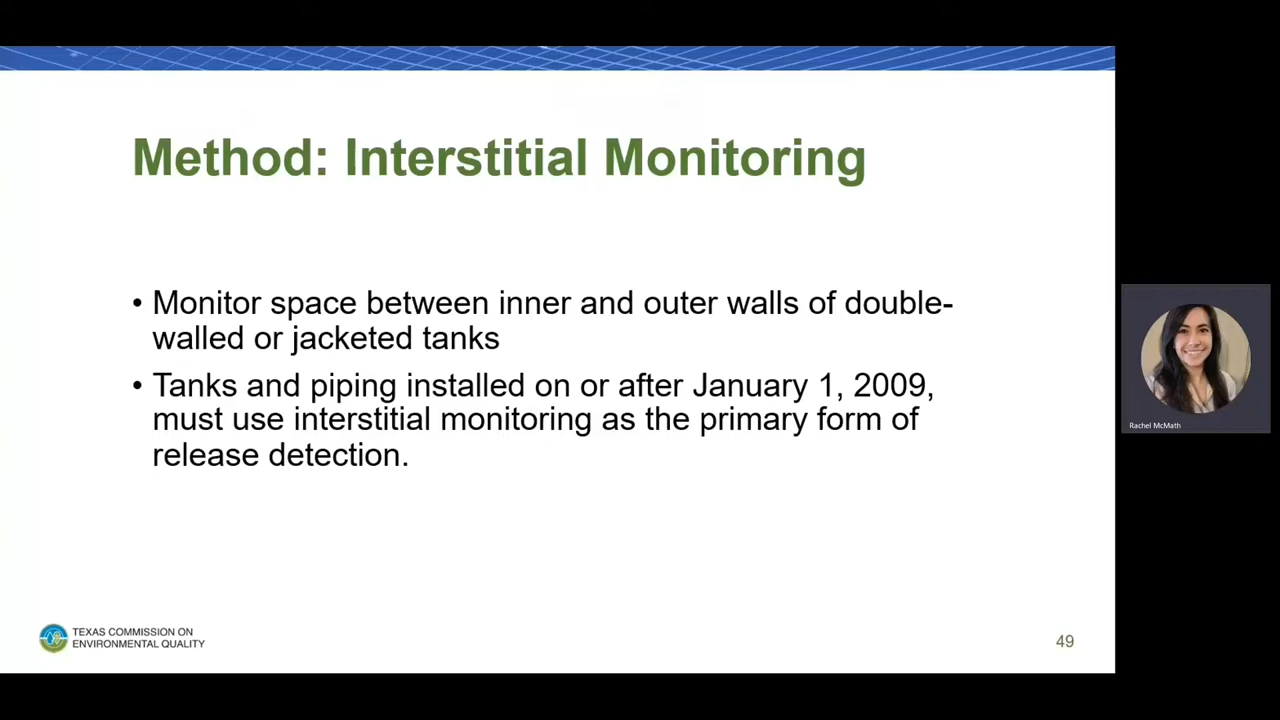 Method: Interstitial Monitoring
• Monitor space between inner and outer walls of double-
walled or jacketed tanks
• Tanks and piping installed on or after January 1, 2009,
must use interstitial monitoring as the primary form of
release detection.
Rachel McMath
TEXAS COMMISSION ON
ENVIRONMENTAL QUALITY
49